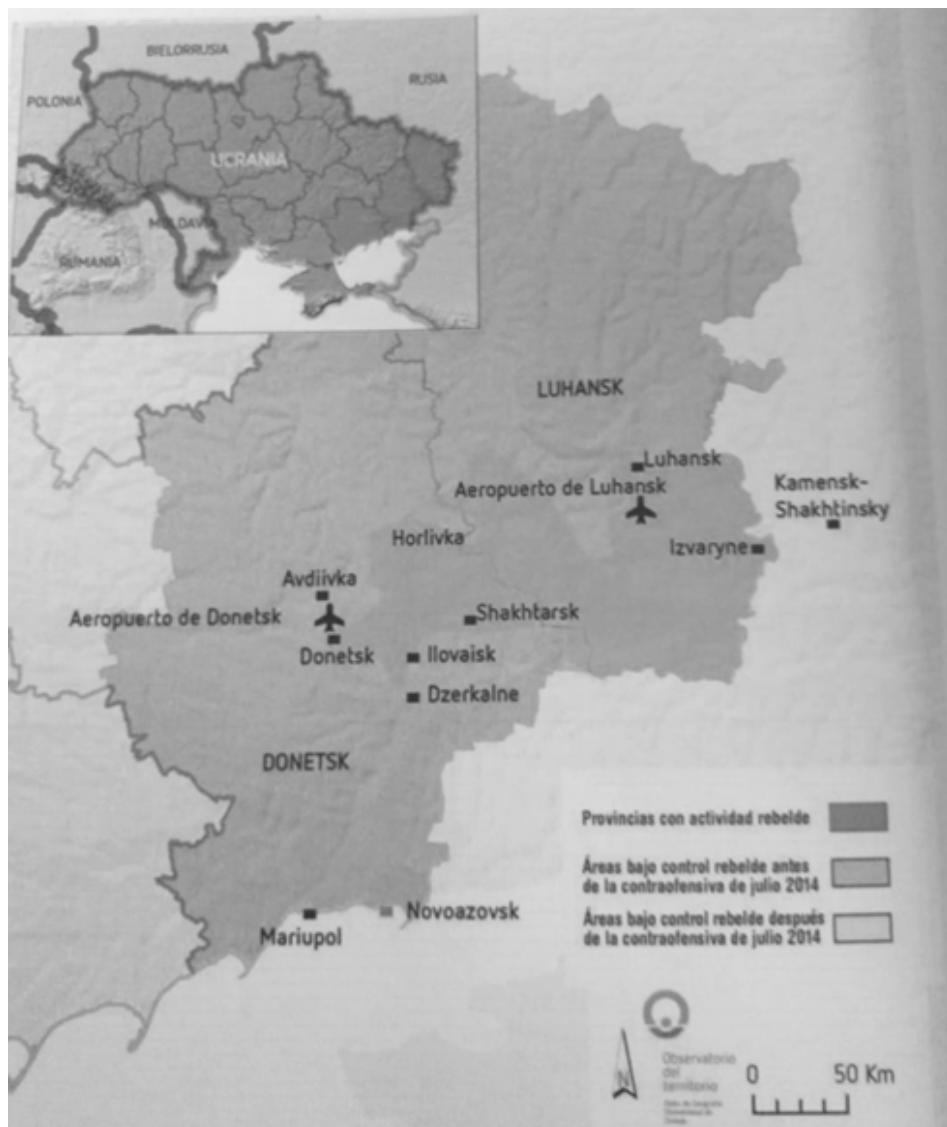 BIELORRUSIA
RUSIA
POLONIA
UCRANIA
MOLDAVIA
RUMANIA
LUHANSK
Luhansk
Aeropuerto de Luhansk
Kamensk-
Shakhtinsky
Horlivka
Izvaryne
Avdiivka
Aeropuerto de Donetsk
Shakhtarsk
Donetsk
Ilovaisk
Dzerkalne
DONETSK
Provincias con actividad rebelde
Áreas bajo control rebelde antes
de la contraofensiva de julio 2014
Áreas bajo control rebelde después
de la contraofensiva de julio 2014
Novoazovsk
Mariupol
N
Observatorio
del
territorio
0 50 Km